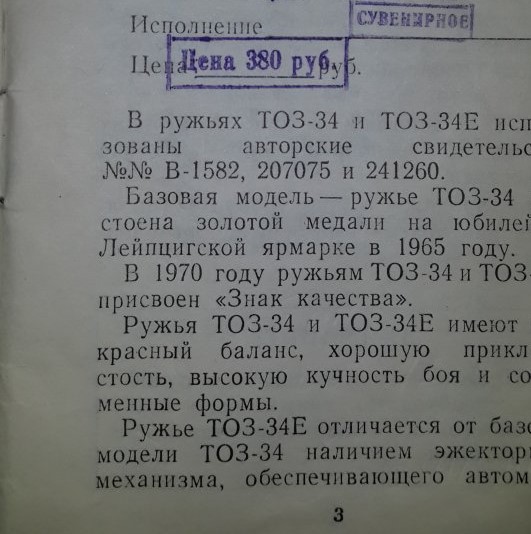 Исполнение СУВЕНИРНОЕ
Цена Цена 380 руб. руб.
В ружьях ТОЗ-34 и ТОЗ-34Е исп
зованы авторские свидетельс
№№ В-1582, 207075 и 241260.
Базовая модель — ружье ТОЗ-34
стоена золотой медали на юбилей
Лейпцигской ярмарке в 1965 году.
В 1970 году ружьям ТОЗ-34 и ТОЗ-
присвоен «Знак качества».
Ружья ТОЗ-34 и ТОЗ-34Е имеют
красный баланс, хорошую прикл
стость, высокую кучность боя и со
менные формы.
Ружье ТОЗ-34Е отличается от базо
модели ТОЗ-34 наличием эжектор
механизма, обеспечивающего автом
3